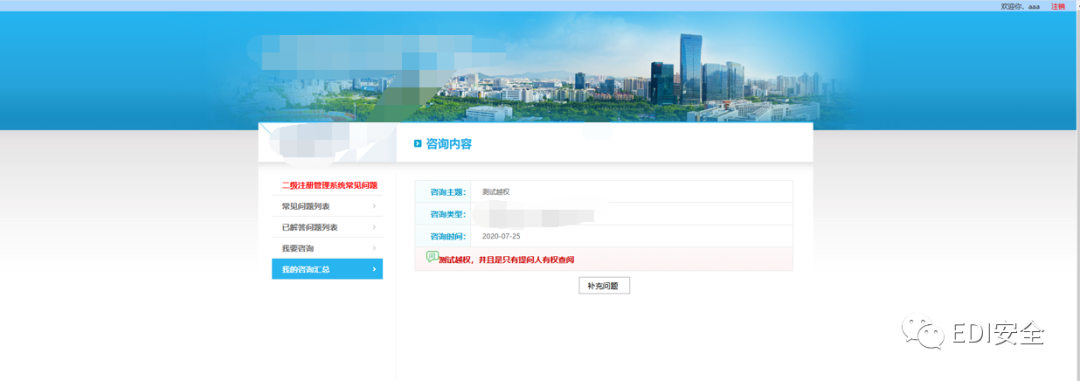 欢迎你，aaa 注销
咨询内容
二级注册管理系统常见问题
常见问题列表
已解答问题列表
我要咨询
我的咨询汇总
咨询主题： 测试越权
咨询类型：
咨询时间： 2020-07-25
问 测试越权，并且是只有提问人有权查阅
补充问题
EDI安全